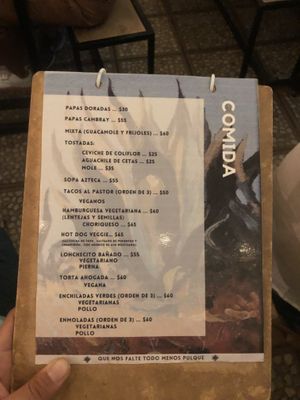 COMIDA
PAPAS DORADAS ... $30
PAPAS CAMBRAY ... $55
MIXTA (GUACAMOLE Y FRIJOLES) ... $60
TOSTADAS:
CEVICHE DE COLIFLOR ... $25
AGUACHILE DE CETAS ... $25
MOLE ... $35
SOPA AZTECA ... $55
TACOS AL PASTOR (ORDEN DE 3) ... $50
VEGANOS
HAMBURGUESA VEGETARIANA ... $60
(LENTEJAS Y SEMILLAS)
CHORIQUESO ... $65
HOT DOG VEGGIE... $65
LONCHECITO BAÑADO ... $55
VEGETARIANO
PIERNA
TORTA AHOGADA ... $60
VEGANA
ENCHILADAS VERDES (ORDEN DE 3) ... $60
VEGETARIANAS
POLLO
ENMOLADAS (ORDEN DE 3) ... $60
VEGETARIANAS
POLLO
QUE NOS FALTE TODO MENOS PULQUE